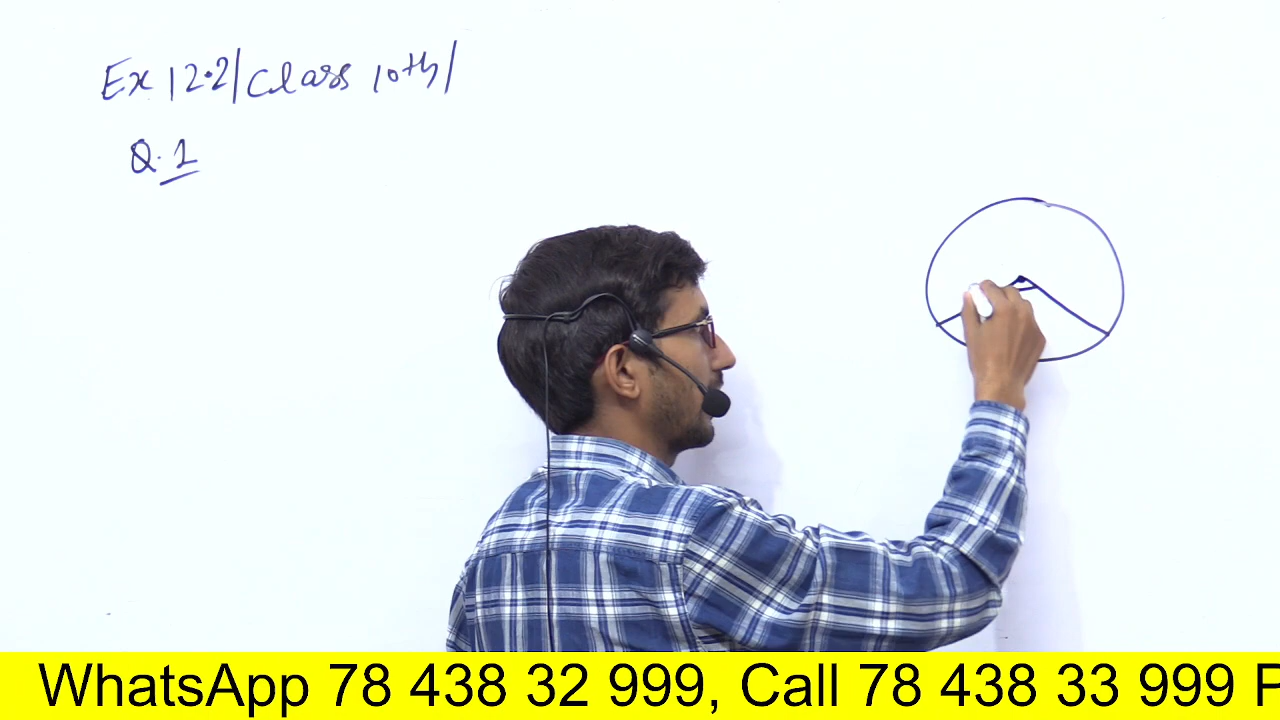 Ex 12.2/Class 10th/
Q.1
WhatsApp 78 438 32 999, Call 78 438 33 999